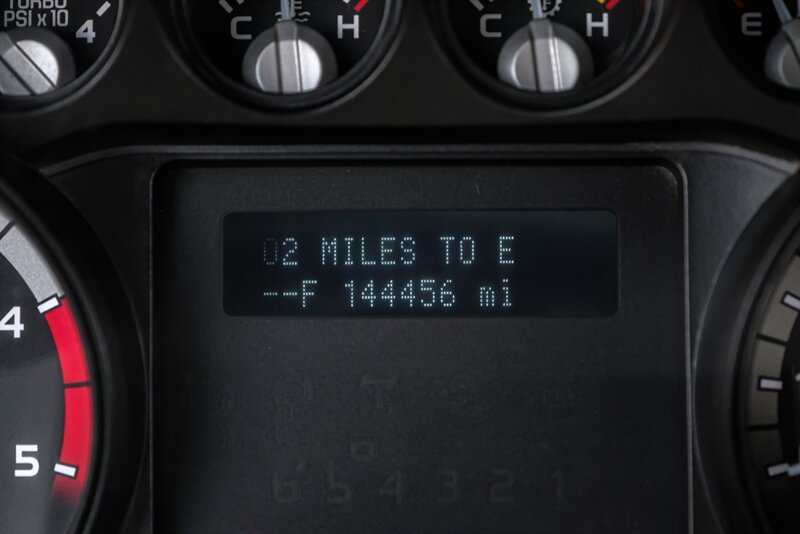 TURBO
PSI x 10
4
C H
C F H
E
02 MILES TO E
--F 144456 mi
4
5
6 5 4 3 2 1